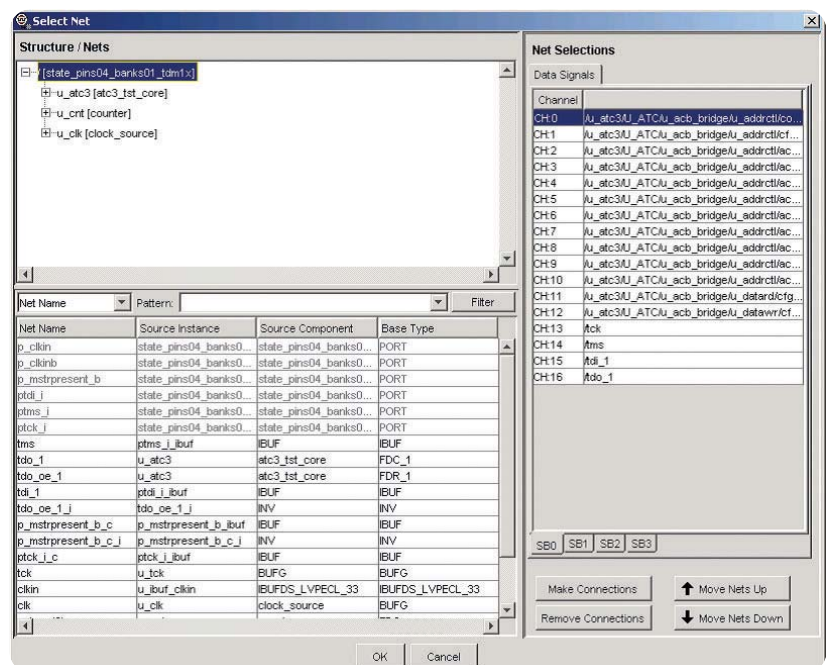 Select Net
Structure / Nets
/ [state_pins04_banks01_tdm1x]
u_atc3 [atc3_tst_core]
u_cnt [counter]
u_clk [clock_source]
Net Name Pattern: Filter
Net Name Source Instance Source Component Base Type
p_clkin state_pins04_banks0... state_pins04_banks0... PORT
p_clkinb state_pins04_banks0... state_pins04_banks0... PORT
p_mstrpresent_b state_pins04_banks0... state_pins04_banks0... PORT
ptdi_i state_pins04_banks0... state_pins04_banks0... PORT
ptms_i state_pins04_banks0... state_pins04_banks0... PORT
ptck_i state_pins04_banks0... state_pins04_banks0... PORT
tms ptms_i_ibuf IBUF IBUF
tdo_1 u_atc3 atc3_tst_core FDC_1
tdo_oe_1 u_atc3 atc3_tst_core FDR_1
tdi_1 ptdi_i_ibuf IBUF IBUF
tdo_oe_1_i tdo_oe_1_i INV INV
p_mstrpresent_b_c p_mstrpresent_b_ibuf IBUF IBUF
p_mstrpresent_b_c_i p_mstrpresent_b_c_i INV INV
ptck_i_c ptck_i_ibuf IBUF IBUF
tck u_tck BUFG BUFG
clkin u_ibuf_clkin IBUFDS_LVPECL_33 IBUFDS_LVPECL_33
clk u_clk clock_source BUFG
Net Selections
Data Signals
Channel
CH:0 /u_atc3/U_ATC/u_acb_bridge/u_addrctl/co...
CH:1 /u_atc3/U_ATC/u_acb_bridge/u_addrctl/cf...
CH:2 /u_atc3/U_ATC/u_acb_bridge/u_addrctl/ac...
CH:3 /u_atc3/U_ATC/u_acb_bridge/u_addrctl/ac...
CH:4 /u_atc3/U_ATC/u_acb_bridge/u_addrctl/ac...
CH:5 /u_atc3/U_ATC/u_acb_bridge/u_addrctl/ac...
CH:6 /u_atc3/U_ATC/u_acb_bridge/u_addrctl/ac...
CH:7 /u_atc3/U_ATC/u_acb_bridge/u_addrctl/ac...
CH:8 /u_atc3/U_ATC/u_acb_bridge/u_addrctl/ac...
CH:9 /u_atc3/U_ATC/u_acb_bridge/u_addrctl/ac...
CH:10 /u_atc3/U_ATC/u_acb_bridge/u_addrctl/ac...
CH:11 /u_atc3/U_ATC/u_acb_bridge/u_datard/cfg...
CH:12 /u_atc3/U_ATC/u_acb_bridge/u_datawr/cf...
CH:13 /tck
CH:14 /tms
CH:15 /tdi_1
CH:16 /tdo_1
SB0 SB1 SB2 SB3
Make Connections Move Nets Up
Remove Connections Move Nets Down
OK Cancel